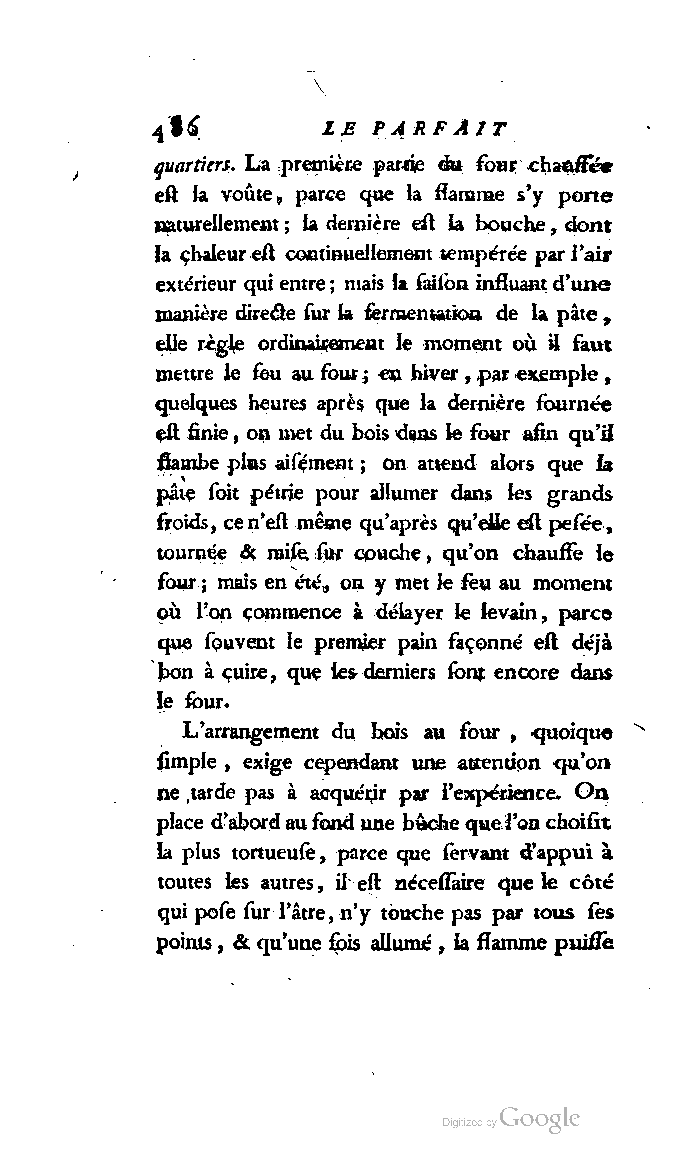 486 LE PARFAIT
quartiers. La première partie du four chauffée
eſt la voûte, parce que la flamme s'y porte
naturellement ; la dernière eſt la bouche, dont
la chaleur eſt continuellement tempérée par l'air
extérieur qui entre ; mais la ſaiſon influant d'une
manière directe ſur la fermentation de la pâte,
elle règle ordinairement le moment où il faut
mettre le feu au four ; en hiver, par exemple,
quelques heures après que la dernière fournée
eſt finie, on met du bois dans le four afin qu'il
flambe plus aiſément ; on attend alors que la
pâte ſoit pétrie pour allumer dans les grands
froids, ce n'eſt même qu'après qu'elle eſt peſée,
tournée & miſe ſur couche, qu'on chauffe le
four ; mais en été, on y met le feu au moment
où l'on commence à délayer le levain, parce
que ſouvent le premier pain façonné eſt déjà
bon à cuire, que les derniers ſont encore dans
le four.
L'arrangement du bois au four, quoique
ſimple, exige cependant une attention qu'on
ne tarde pas à acquérir par l'expérience. On
place d'abord au fond une bûche que l'on choiſit
la plus tortueuſe, parce que ſervant d'appui à
toutes les autres, il eſt néceſſaire que le côté
qui poſe ſur l'âtre, n'y touche pas par tous ſes
points, & qu'une fois allumé, la flamme puiſſe
Digitized by Google